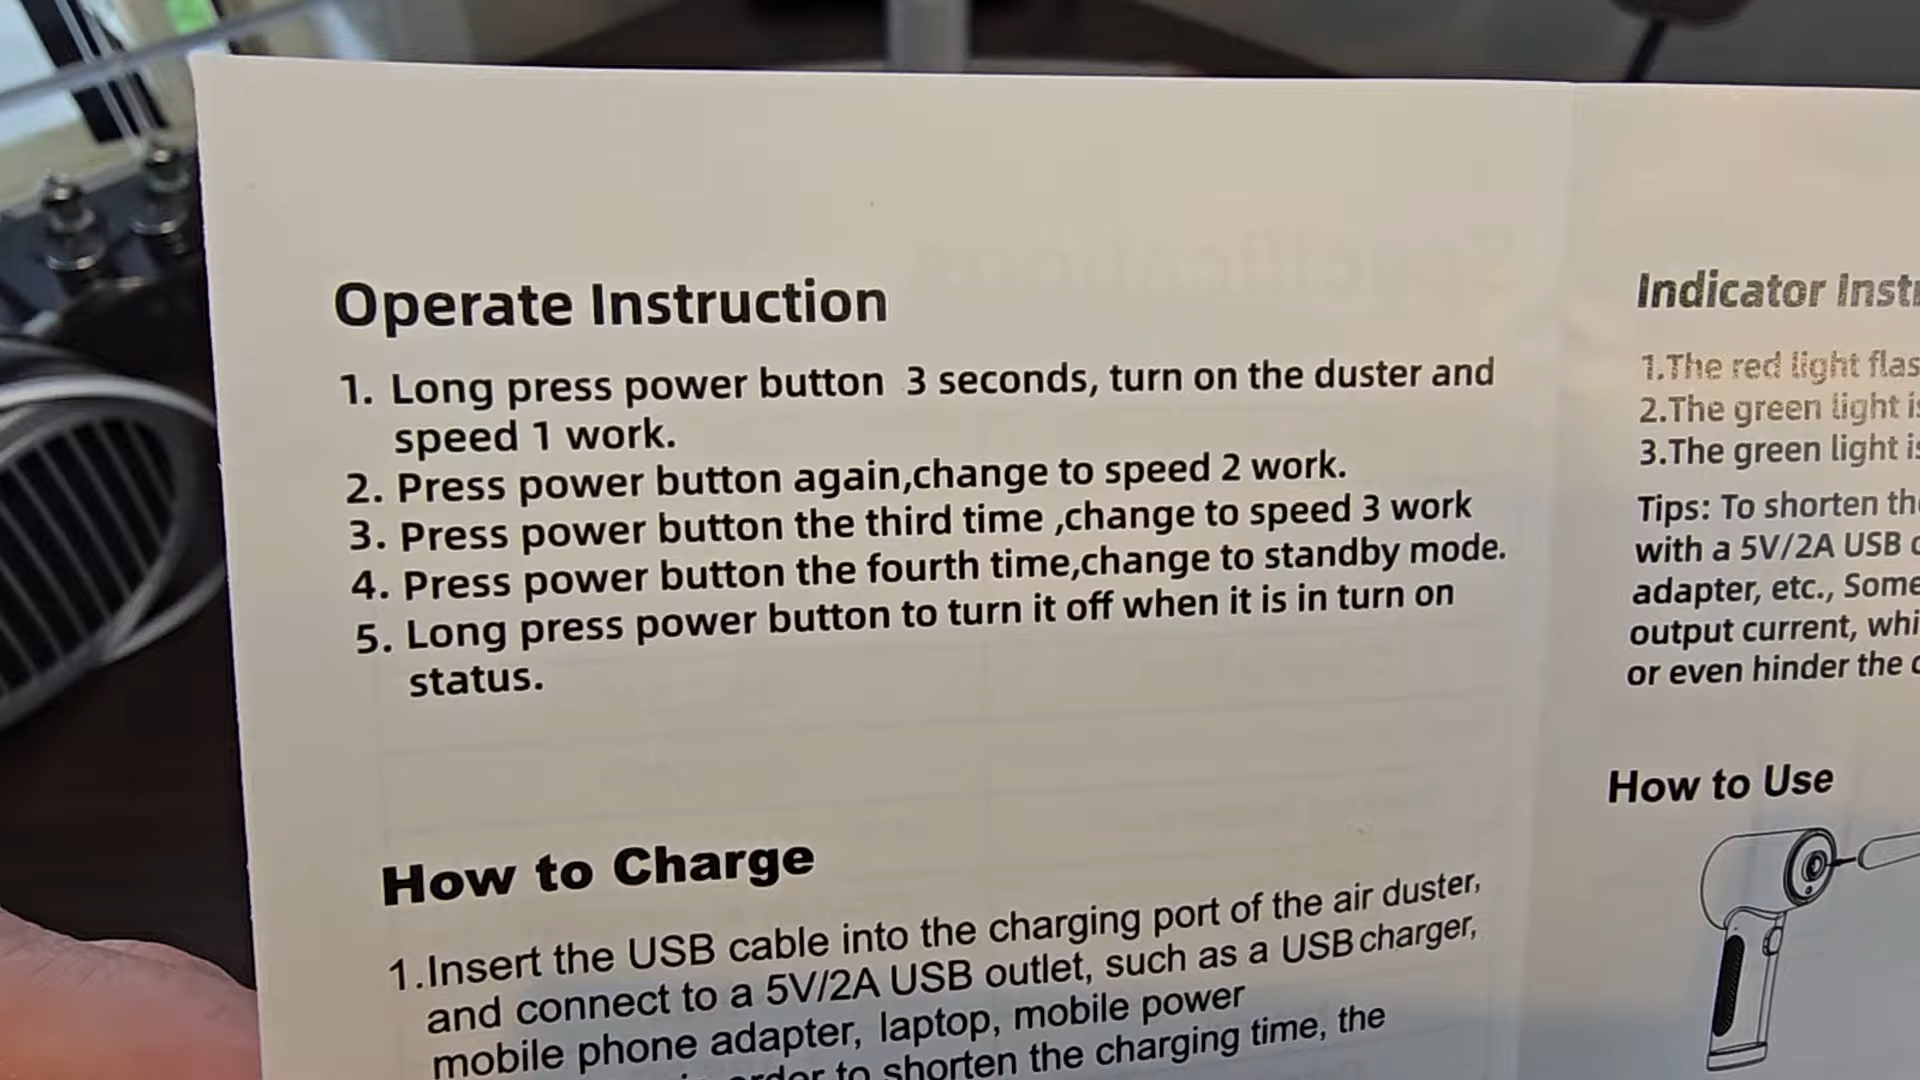 Operate Instruction
1. Long press power button 3 seconds, turn on the duster and
speed 1 work.
2. Press power button again,change to speed 2 work.
3. Press power button the third time ,change to speed 3 work
4. Press power button the fourth time,change to standby mode.
5. Long press power button to turn it off when it is in turn on
status.
How to Charge
1.Insert the USB cable into the charging port of the air duster,
and connect to a 5V/2A USB outlet, such as a USB charger,
mobile phone adapter, laptop, mobile power
order to shorten the charging time, the
Indicator
1.The red light
2.The green light
3.The green light
Tips: To shorten
with a 5V/2A USB
adapter, etc., Some
output current,
or even hinder the
How to Use